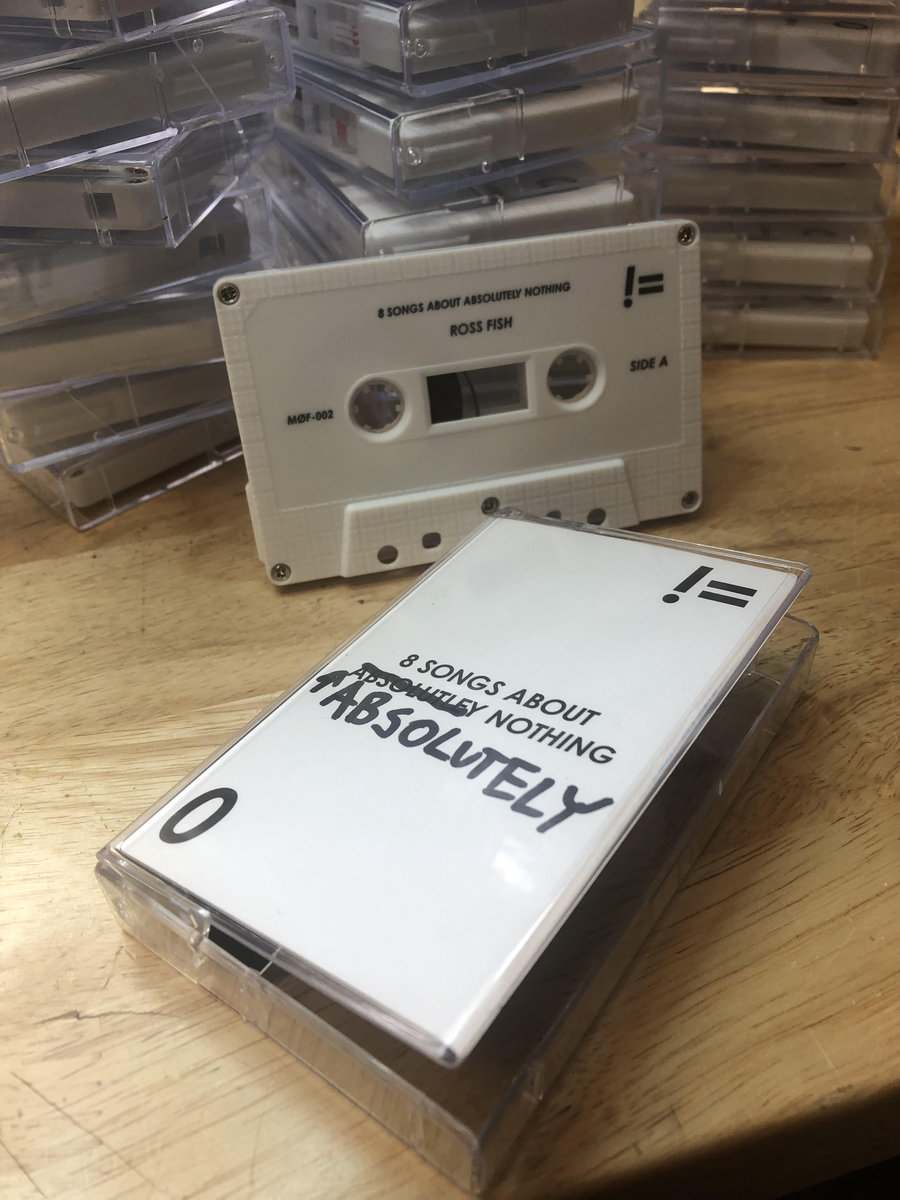 8 SONGS ABOUT ABSOLUTELY NOTHING
ROSS FISH
!=
SIDE A
MØF-002
!=
8 SONGS ABOUT
ABSOLUTLEY NOTHING
ABSOLUTELY
0